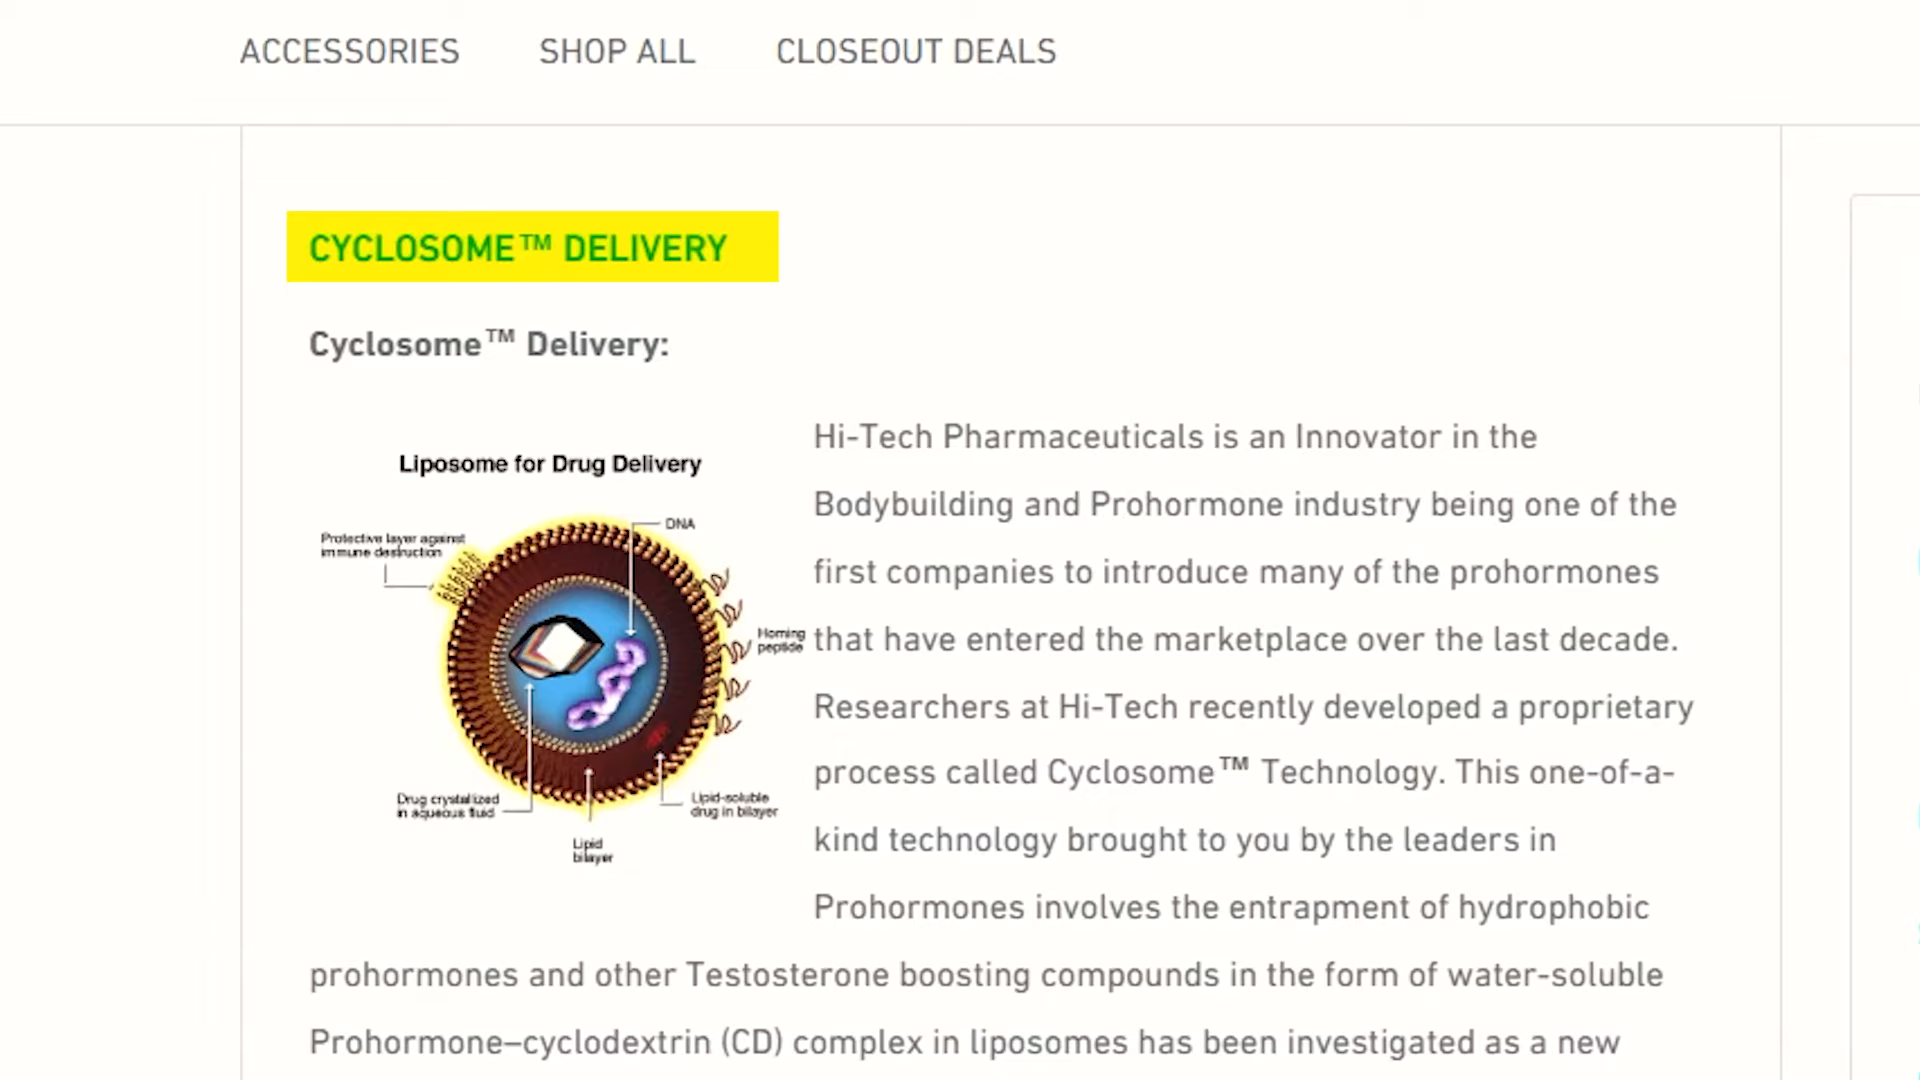 ACCESSORIES SHOP ALL CLOSEOUT DEALS
CYCLOSOME™ DELIVERY
Cyclosome™ Delivery:
Liposome for Drug Delivery
DNA
Protective layer against
immune destruction
Homing
peptide
Drug crystallized
in aqueous fluid
Lipid-soluble
drug in bilayer
Lipid
bilayer
Hi-Tech Pharmaceuticals is an Innovator in the
Bodybuilding and Prohormone industry being one of the
first companies to introduce many of the prohormones
that have entered the marketplace over the last decade.
Researchers at Hi-Tech recently developed a proprietary
process called Cyclosome™ Technology. This one-of-a-
kind technology brought to you by the leaders in
Prohormones involves the entrapment of hydrophobic
prohormones and other Testosterone boosting compounds in the form of water-soluble
Prohormone–cyclodextrin (CD) complex in liposomes has been investigated as a new